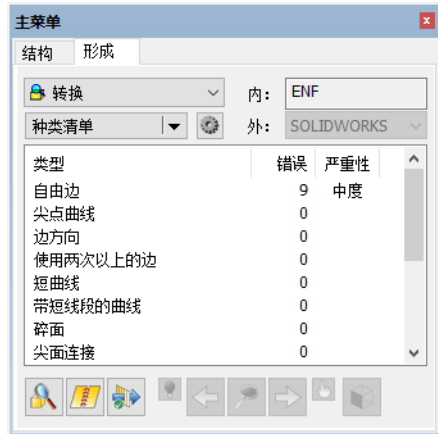 主菜单
结构 形成
转换 内： ENF
种类清单 外： SOLIDWORKS
类型 错误 严重性
自由边 9 中度
尖点曲线 0
边方向 0
使用两次以上的边 0
短曲线 0
带短线段的曲线 0
碎面 0
尖面连接 0